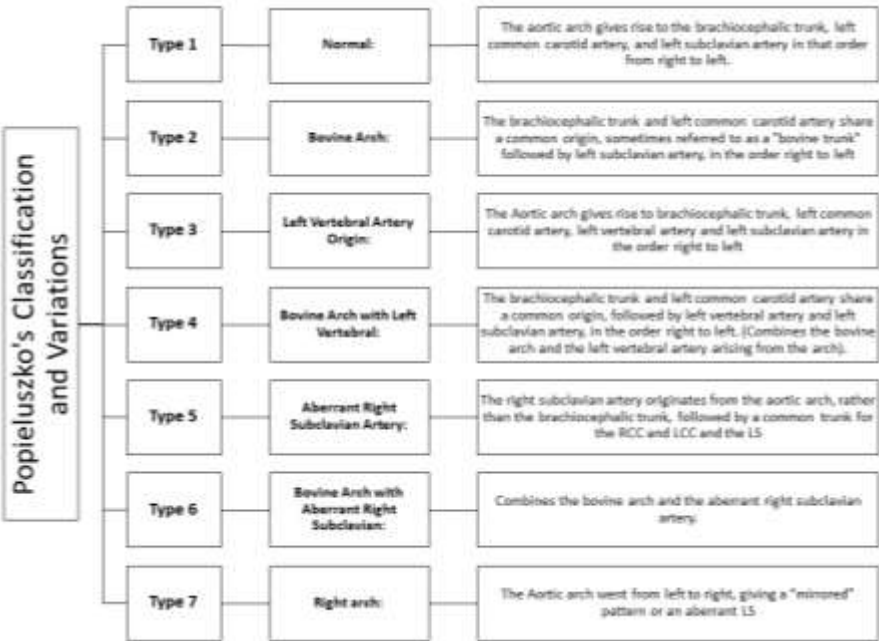 Popieluszko's Classification
and Variations
Type 1
Normal:
The aortic arch gives rise to the brachiocephalic trunk, left
common carotid artery, and left subclavian artery in that order
from right to left.
Type 2
Bovine Arch:
The brachiocephalic trunk and left common carotid artery share
a common origin, sometimes referred to as a "bovine trunk"
followed by left subclavian artery, in the order right to left
Type 3
Left Vertebral Artery
Origin:
The Aortic arch gives rise to brachiocephalic trunk, left common
carotid artery, left vertebral artery and left subclavian artery in
the order right to left
Type 4
Bovine Arch with Left
Vertebral:
The brachiocephalic trunk and left common carotid artery share
a common origin, followed by left vertebral artery and left
subclavian artery, in the order right to left. (Combines the bovine
arch and the left vertebral artery arising from the arch).
Type 5
Aberrant Right
Subclavian Artery:
The right subclavian artery originates from the aortic arch, rather
than the brachiocephalic trunk, followed by a common trunk for
the RCC and LCC and the LS
Type 6
Bovine Arch with
Aberrant Right
Subclavian:
Combines the bovine arch and the aberrant right subclavian
artery.
Type 7
Right arch:
The Aortic arch went from left to right, giving a "mirrored"
pattern or an aberrant LS